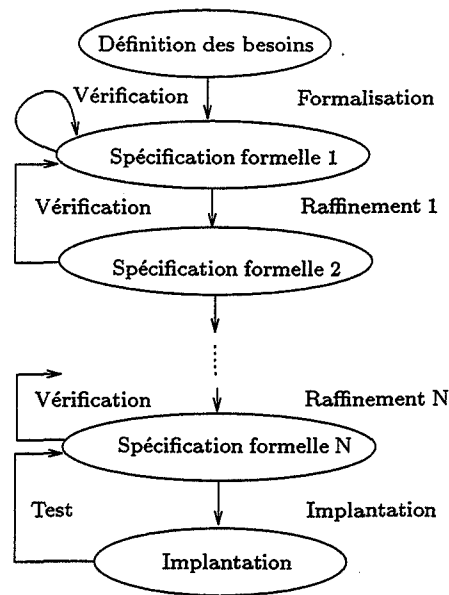 Définition des besoins
Vérification
Formalisation
Spécification formelle 1
Vérification
Raffinement 1
Spécification formelle 2
Vérification
Raffinement N
Spécification formelle N
Test
Implantation
Implantation